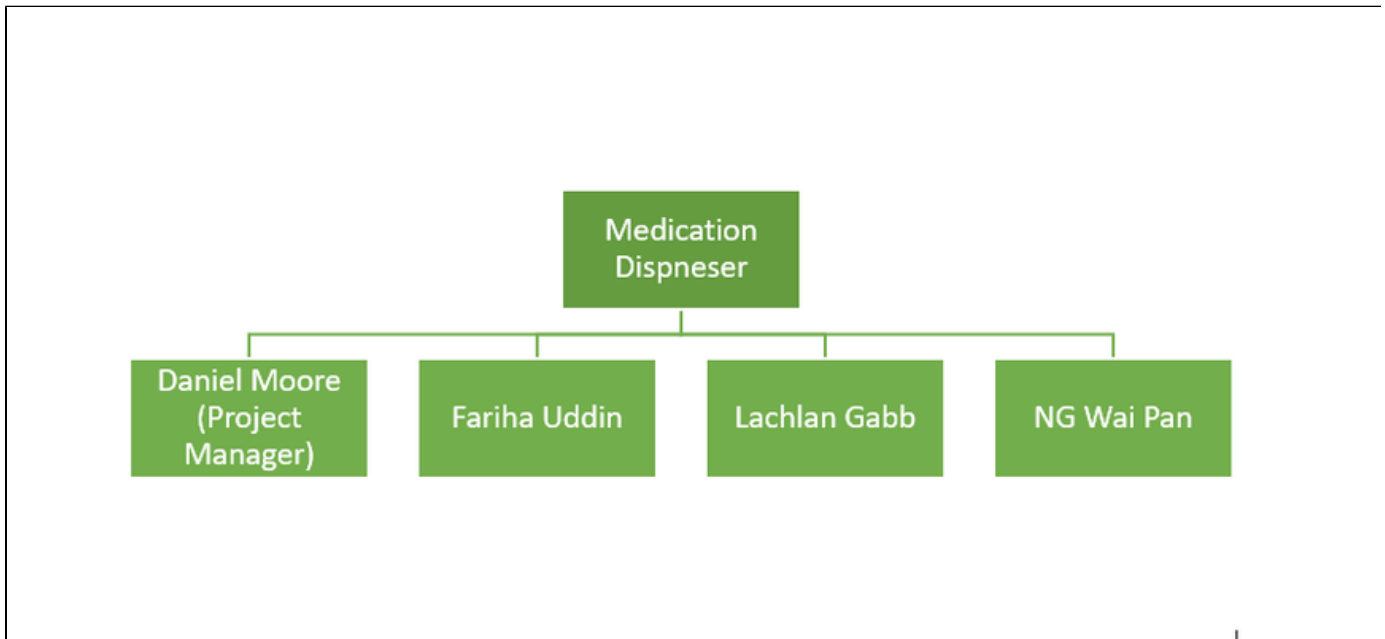 Medication
Dispneser
Daniel Moore
(Project
Manager)
Fariha Uddin
Lachlan Gabb
NG Wai Pan